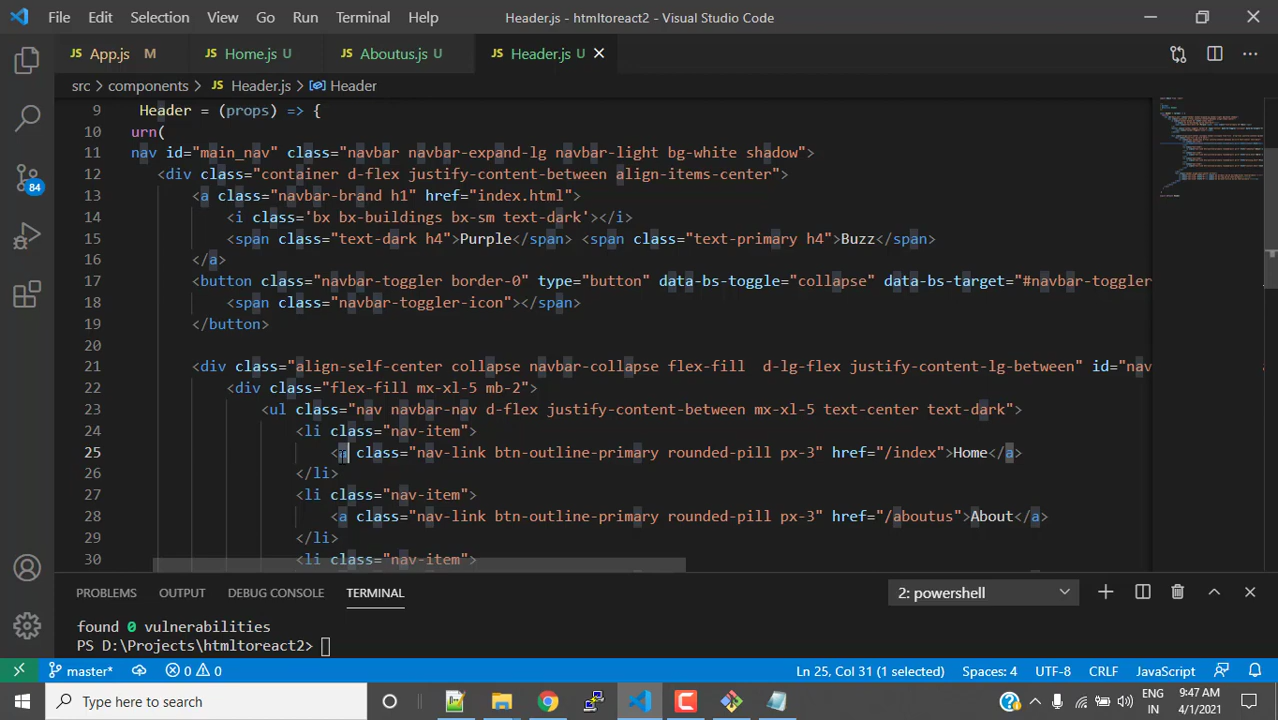 File Edit Selection View Go Run Terminal Help Header.js - htmltoreact2 - Visual Studio Code
JS App.js M JS Home.js U JS Aboutus.js U JS Header.js U
src > components > JS Header.js > Header
9 Header = (props) => {
10 urn(
11 nav id="main_nav" class="navbar navbar-expand-lg navbar-light bg-white shadow">
12 <div class="container d-flex justify-content-between align-items-center">
13 <a class="navbar-brand h1" href="index.html">
14 <i class='bx bx-buildings bx-sm text-dark'></i>
15 <span class="text-dark h4">Purple</span> <span class="text-primary h4">Buzz</span>
16 </a>
17 <button class="navbar-toggler border-0" type="button" data-bs-toggle="collapse" data-bs-target="#navbar-toggler
18 <span class="navbar-toggler-icon"></span>
19 </button>
20
21 <div class="align-self-center collapse navbar-collapse flex-fill  d-lg-flex justify-content-lg-between" id="nav
22 <div class="flex-fill mx-xl-5 mb-2">
23 <ul class="nav navbar-nav d-flex justify-content-between mx-xl-5 text-center text-dark">
24 <li class="nav-item">
25 <a class="nav-link btn-outline-primary rounded-pill px-3" href="/index">Home</a>
26 </li>
27 <li class="nav-item">
28 <a class="nav-link btn-outline-primary rounded-pill px-3" href="/aboutus">About</a>
29 </li>
30 <li class="nav-item">
84
PROBLEMS OUTPUT DEBUG CONSOLE TERMINAL 2: powershell
found 0 vulnerabilities
PS D:\Projects\htmltoreact2>
master* 0 0 Ln 25, Col 31 (1 selected) Spaces: 4 UTF-8 CRLF JavaScript
Type here to search ENG IN 9:47 AM 4/1/2021